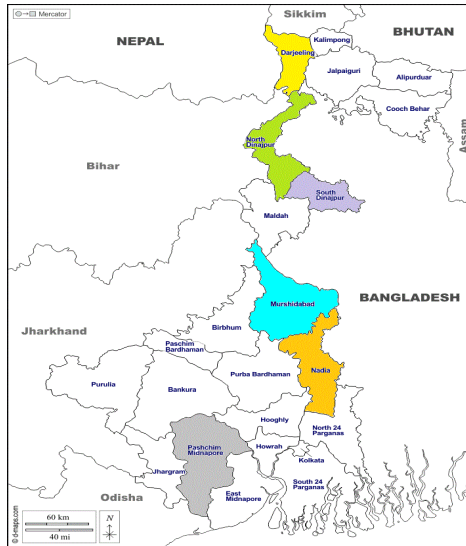 Mercator
Sikkim
NEPAL
BHUTAN
Kalimpong
Darjeeling
Jalpaiguri
Alipurduar
Cooch Behar
Assam
North
Dinajpur
Bihar
South
Dinajpur
Maldah
Murshidabad
BANGLADESH
Jharkhand
Birbhum
Paschim
Bardhaman
Purulia
Bankura
Purba Bardhaman
Nadia
Hooghly
North 24
Parganas
Pashchim
Midnapore
Howrah
Kolkata
Jhargram
South 24
Parganas
Odisha
East
Midnapore
60 km
40 mi
N
© d-maps.com